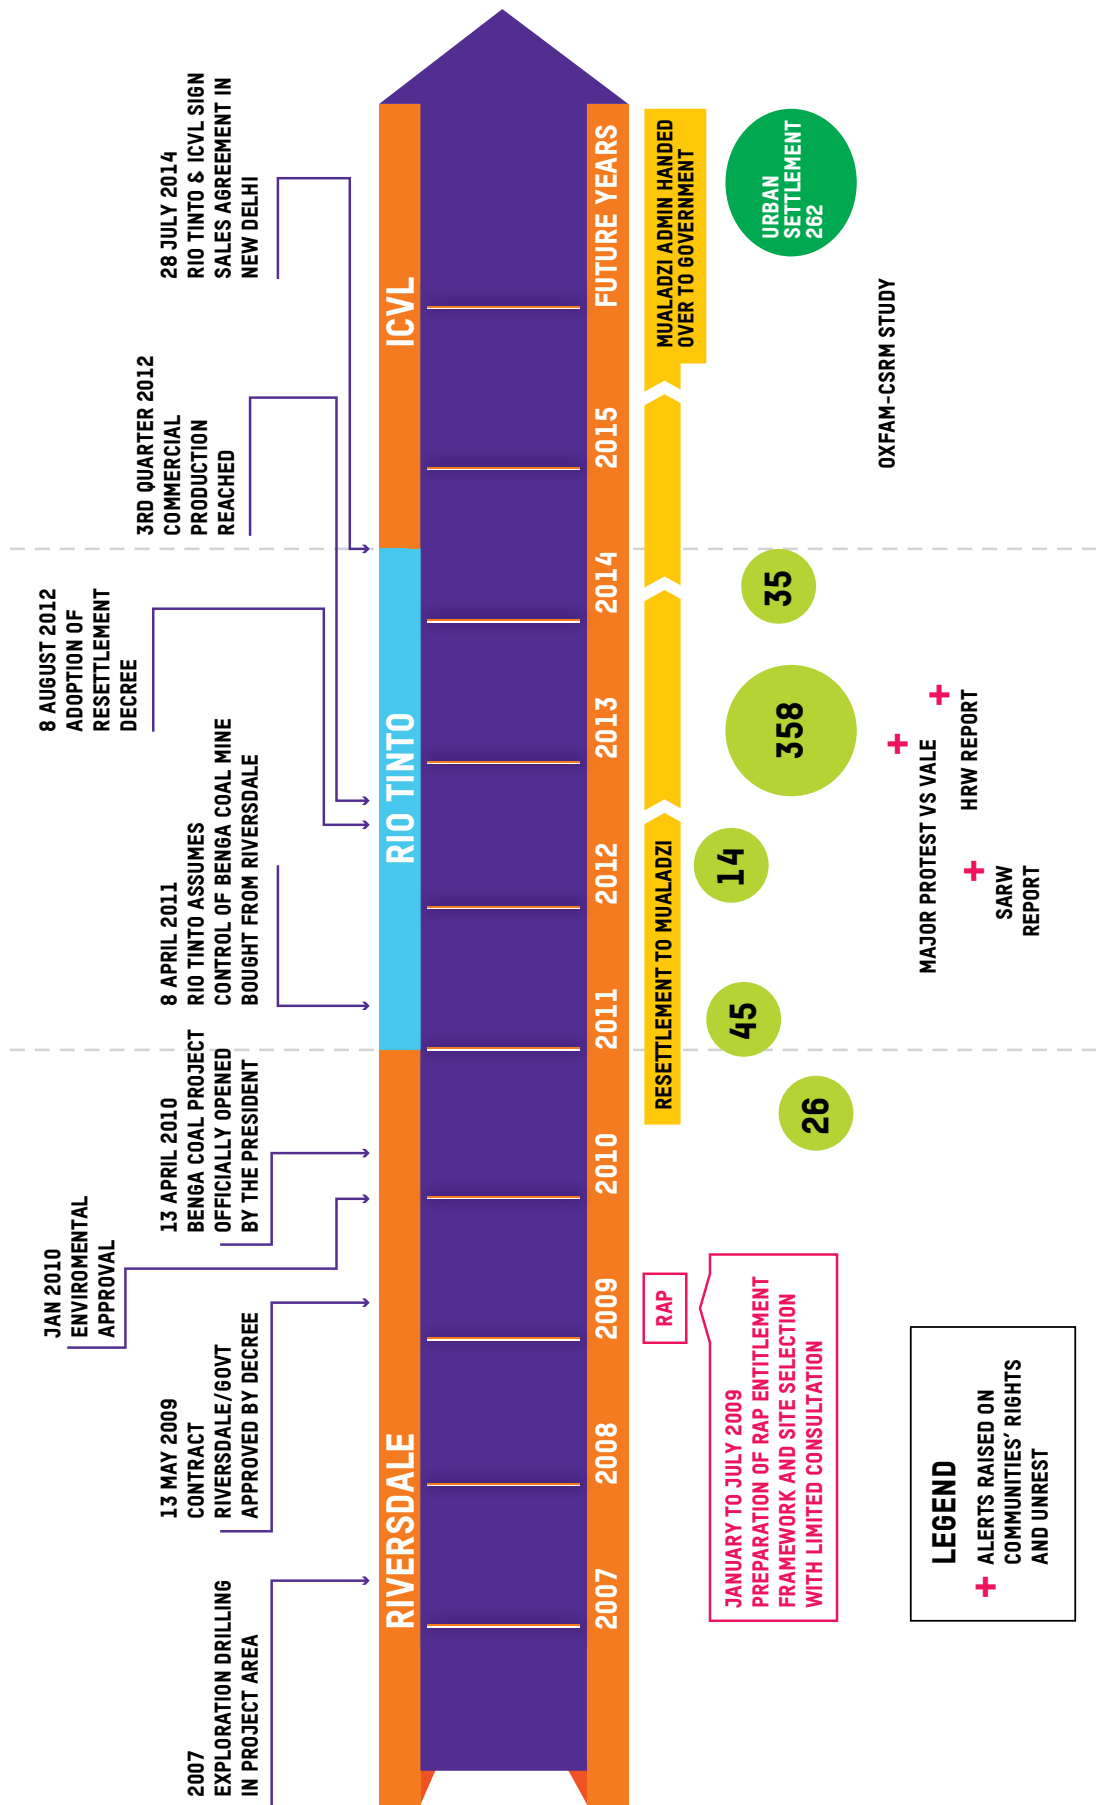 2007
EXPLORATION DRILLING
IN PROJECT AREA
13 MAY 2009
CONTRACT
RIVERSDALE/GOVT
APPROVED BY DECREE
JAN 2010
ENVIROMENTAL
APPROVAL
13 APRIL 2010
BENGA COAL PROJECT
OFFICIALLY OPENED
BY THE PRESIDENT
8 APRIL 2011
RIO TINTO ASSUMES
CONTROL OF BENGA COAL MINE
BOUGHT FROM RIVERSDALE
8 AUGUST 2012
ADOPTION OF
RESETTLEMENT
DECREE
3RD QUARTER 2012
COMMERCIAL
PRODUCTION
REACHED
28 JULY 2014
RIO TINTO & ICVL SIGN
SALES AGREEMENT IN
NEW DELHI
RIVERSDALE
RIO TINTO
ICVL
2007
2008
2009
2010
2011
2012
2013
2014
2015
FUTURE YEARS
RAP
RESETTLEMENT TO MUALADZI
MUALADZI ADMIN HANDED
OVER TO GOVERNMENT
JANUARY TO JULY 2009
PREPARATION OF RAP ENTITLEMENT
FRAMEWORK AND SITE SELECTION
WITH LIMITED CONSULTATION
26
45
14
358
35
URBAN
SETTLEMENT
262
OXFAM-CSRM STUDY
MAJOR PROTEST VS VALE
HRW REPORT
SARW
REPORT
LEGEND
+ ALERTS RAISED ON
COMMUNITIES’ RIGHTS
AND UNREST